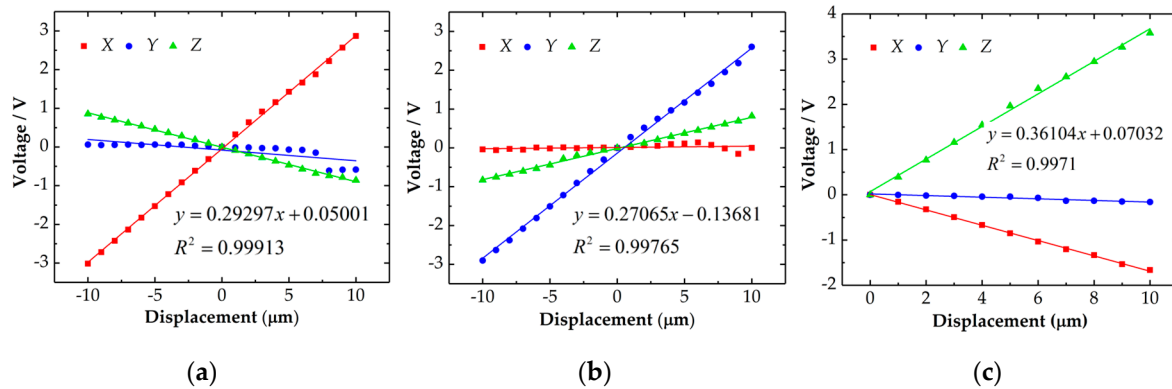 3
2
1
0
-1
-2
-3
Voltage / V
X Y Z
y = 0.29297x + 0.05001
R² = 0.99913
-10 -5 0 5 10
Displacement (μm)
(a)
3
2
1
0
-1
-2
-3
Voltage / V
X Y Z
y = 0.27065x − 0.13681
R² = 0.99765
-10 -5 0 5 10
Displacement (μm)
(b)
4
3
2
1
0
-1
-2
Voltage / V
X Y Z
y = 0.36104x + 0.07032
R² = 0.9971
0 2 4 6 8 10
Displacement (μm)
(c)